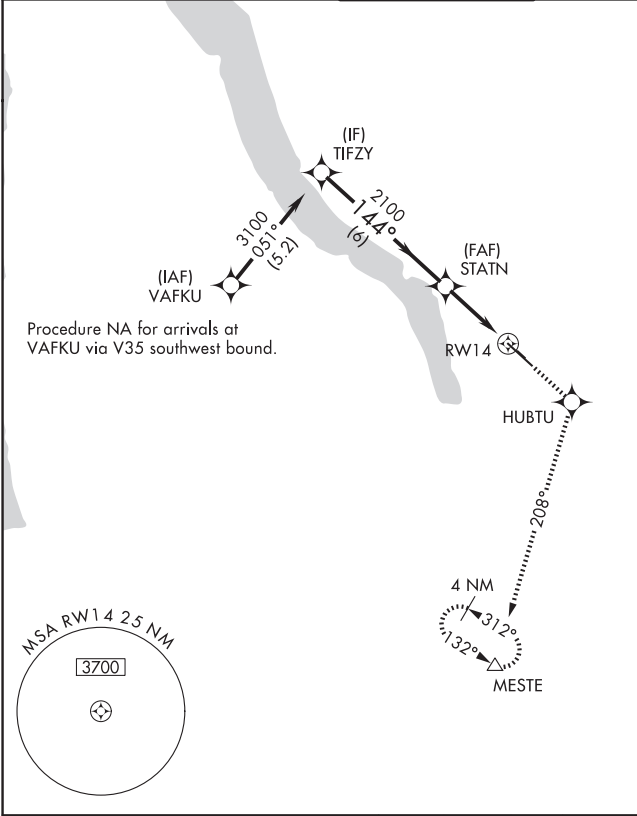 (IF)
TIFZY
2100
144°
(6)
(FAF)
STATN
3100
051°
(5.2)
(IAF)
VAFKU
Procedure NA for arrivals at
VAFKU via V35 southwest bound.
RW14
HUBTU
208°
4 NM
312°
132°
MESTE
MSA RW14 25 NM
3700